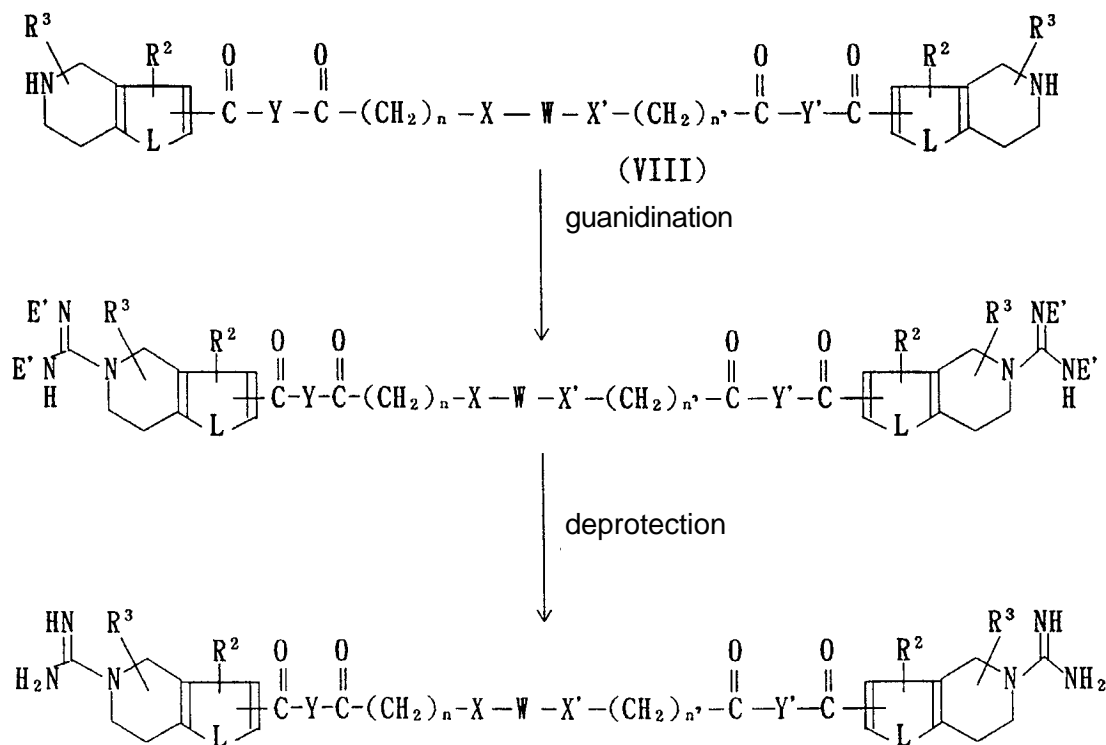 R³ R² O O O O R² R³
HN C — Y — C —(CH₂)ₙ— X — W — X'—(CH₂)ₙ'— C — Y'— C NH
L L
(VIII)
guanidination
E' N R³ R² O O O O R² R³ NE'
E' N H N C — Y — C —(CH₂)ₙ— X — W — X' —(CH₂)ₙ'— C — Y'— C N NE' H
L L
deprotection
HN R³ R² O O O O R² R³ NH
H₂N N C — Y — C —(CH₂)ₙ— X — W — X' —(CH₂)ₙ'— C — Y'— C N NH₂
L L